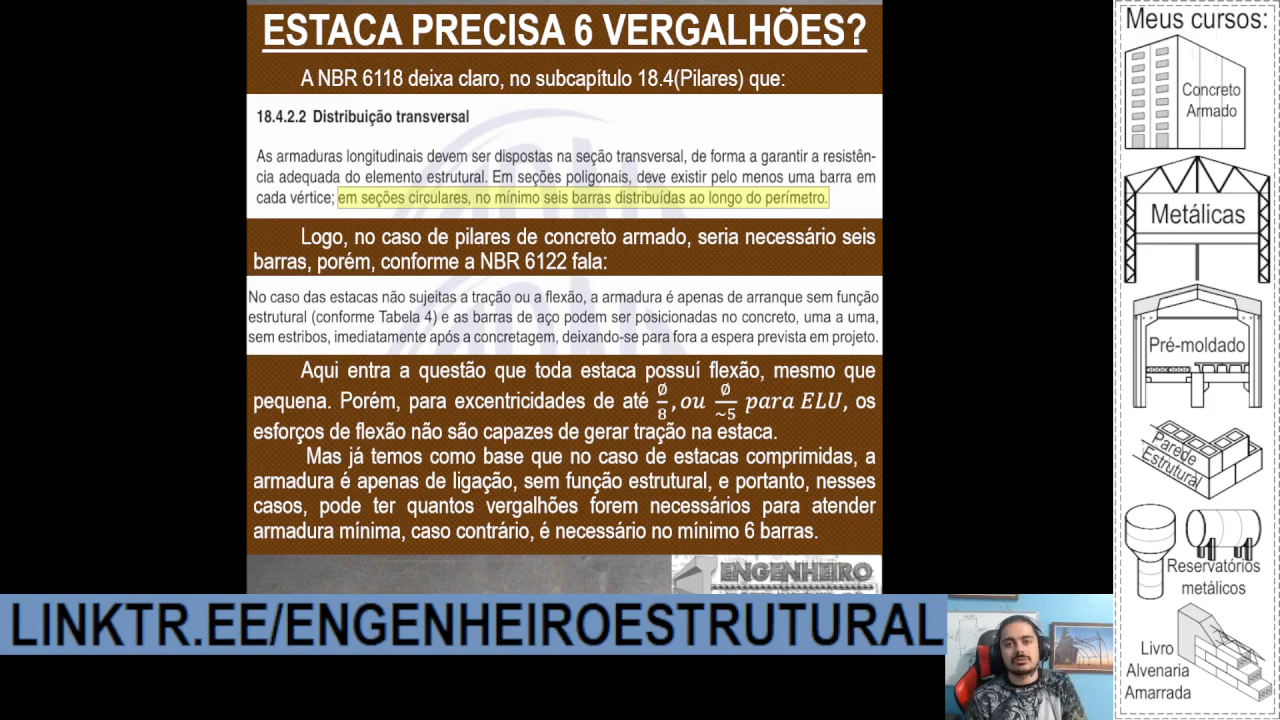 ESTACA PRECISA 6 VERGALHÕES?
A NBR 6118 deixa claro, no subcapítulo 18.4(Pilares) que:
18.4.2.2 Distribuição transversal
As armaduras longitudinais devem ser dispostas na seção transversal, de forma a garantir a resistên-
cia adequada do elemento estrutural. Em seções poligonais, deve existir pelo menos uma barra em
cada vértice; em seções circulares, no mínimo seis barras distribuídas ao longo do perímetro.
Logo, no caso de pilares de concreto armado, seria necessário seis
barras, porém, conforme a NBR 6122 fala:
No caso das estacas não sujeitas a tração ou a flexão, a armadura é apenas de arranque sem função
estrutural (conforme Tabela 4) e as barras de aço podem ser posicionadas no concreto, uma a uma,
sem estribos, imediatamente após a concretagem, deixando-se para fora a espera prevista em projeto.
Aqui entra a questão que toda estaca possuí flexão, mesmo que
pequena. Porém, para excentricidades de até ∅/8, ou ∅/~5 para ELU, os
esforços de flexão não são capazes de gerar tração na estaca.
Mas já temos como base que no caso de estacas comprimidas, a
armadura é apenas de ligação, sem função estrutural, e portanto, nesses
casos, pode ter quantos vergalhões forem necessários para atender
armadura mínima, caso contrário, é necessário no mínimo 6 barras.
ENGENHEIRO
LINKTR.EE/ENGENHEIROESTRUTURAL
Meus cursos:
Concreto
Armado
Metálicas
Pré-moldado
Parede
Estrutural
Reservatórios
metálicos
Livro
Alvenaria
Amarrada